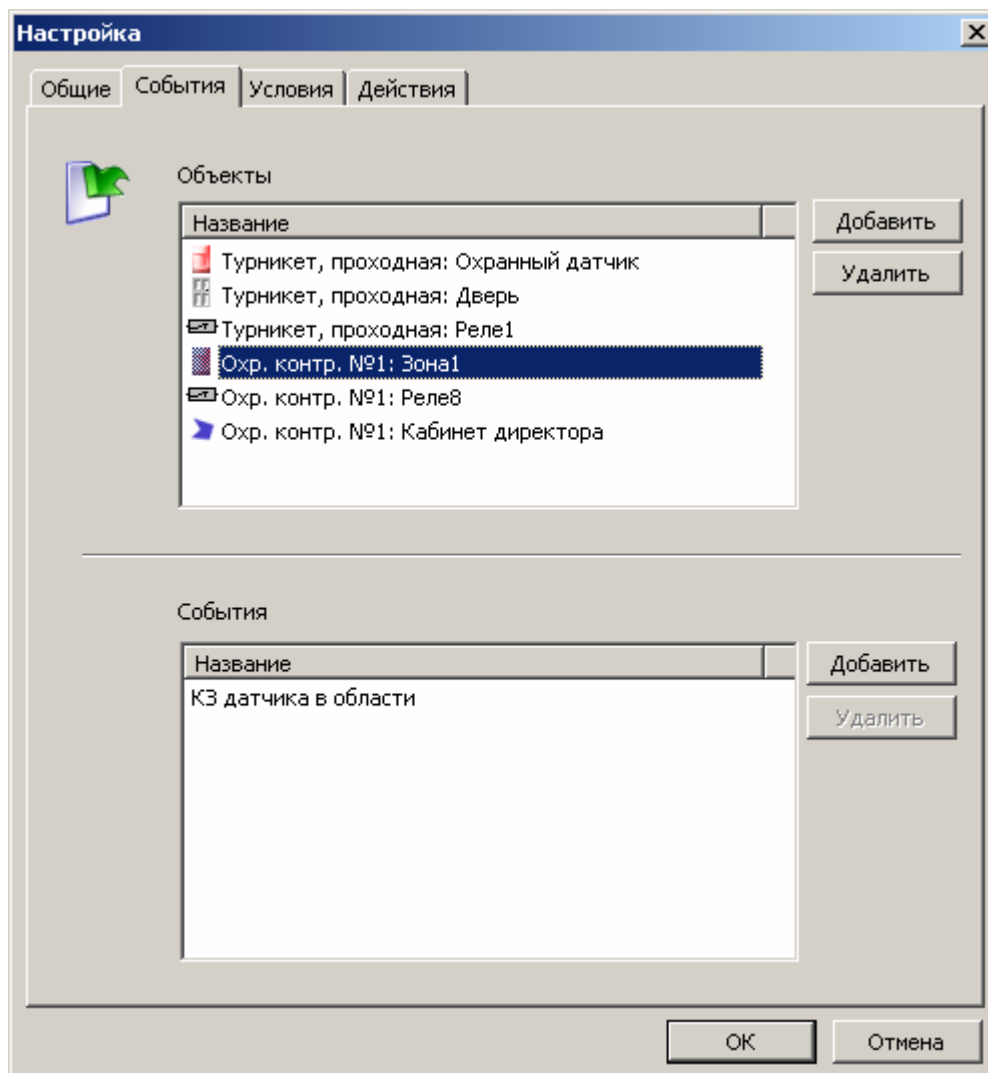 Настройка
Общие События Условия Действия
Объекты
Название
Добавить
Удалить
Турникет, проходная: Охранный датчик
Турникет, проходная: Дверь
Турникет, проходная: Реле1
Охр. контр. №1: Зона1
Охр. контр. №1: Реле8
Охр. контр. №1: Кабинет директора
События
Название
Добавить
Удалить
КЗ датчика в области
ОК Отмена